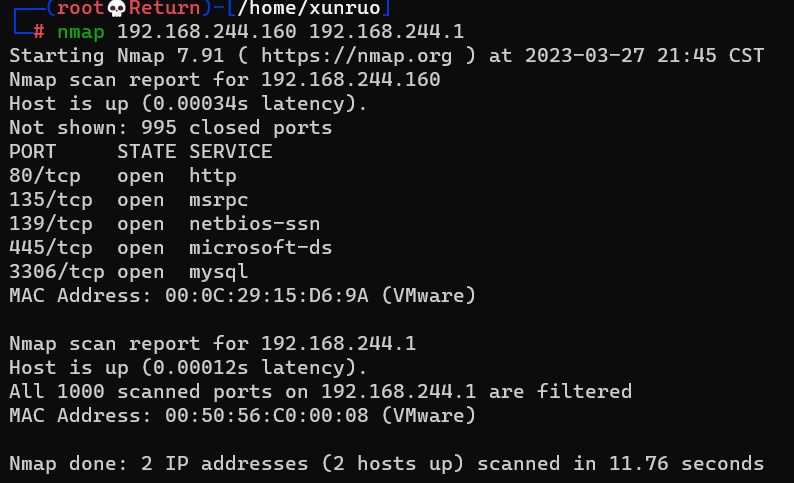 ┌──(root💀Return)-[/home/xunruo]
└─# nmap 192.168.244.160 192.168.244.1
Starting Nmap 7.91 ( https://nmap.org ) at 2023-03-27 21:45 CST
Nmap scan report for 192.168.244.160
Host is up (0.00034s latency).
Not shown: 995 closed ports
PORT     STATE SERVICE
80/tcp   open  http
135/tcp  open  msrpc
139/tcp  open  netbios-ssn
445/tcp  open  microsoft-ds
3306/tcp open  mysql
MAC Address: 00:0C:29:15:D6:9A (VMware)

Nmap scan report for 192.168.244.1
Host is up (0.00012s latency).
All 1000 scanned ports on 192.168.244.1 are filtered
MAC Address: 00:50:56:C0:00:08 (VMware)

Nmap done: 2 IP addresses (2 hosts up) scanned in 11.76 seconds